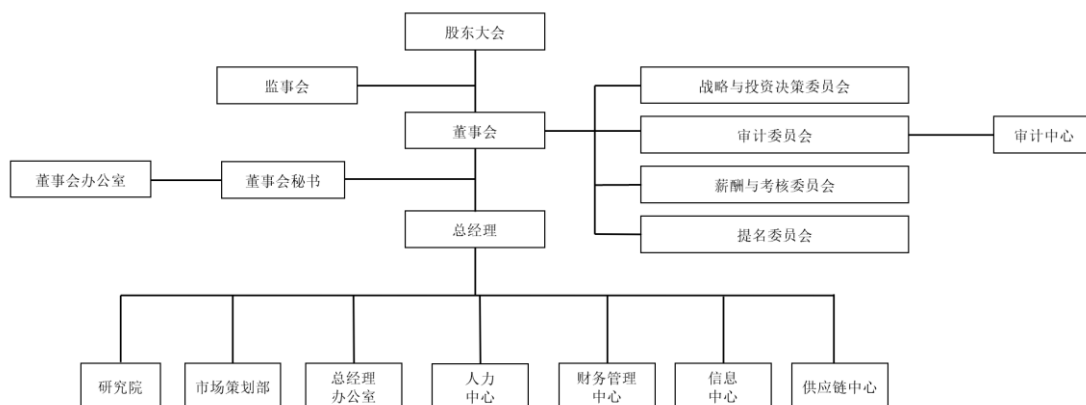 股东大会
监事会
战略与投资决策委员会
董事会
审计委员会
审计中心
董事会办公室
董事会秘书
薪酬与考核委员会
总经理
提名委员会
研究院
市场策划部
总经理
办公室
人力
中心
财务管理
中心
信息
中心
供应链中心